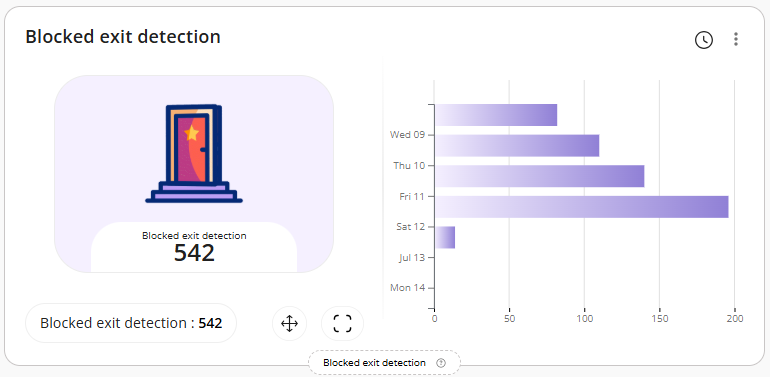 Blocked exit detection
Blocked exit detection
542
Blocked exit detection : 542
Wed 09
Thu 10
Fri 11
Sat 12
Jul 13
Mon 14
0 50 100 150 200
Blocked exit detection